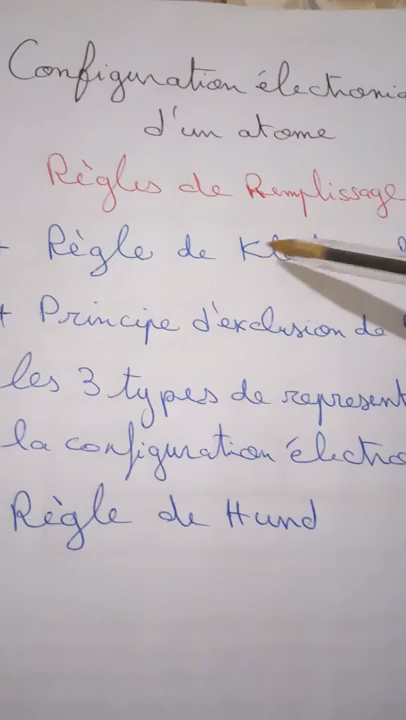 Configuration électroni
d'un atome
Règles de Remplissage
+ Règle de
+ Principe d'exclusion de
les 3 types de represent
la configuration électro
Règle de Hund